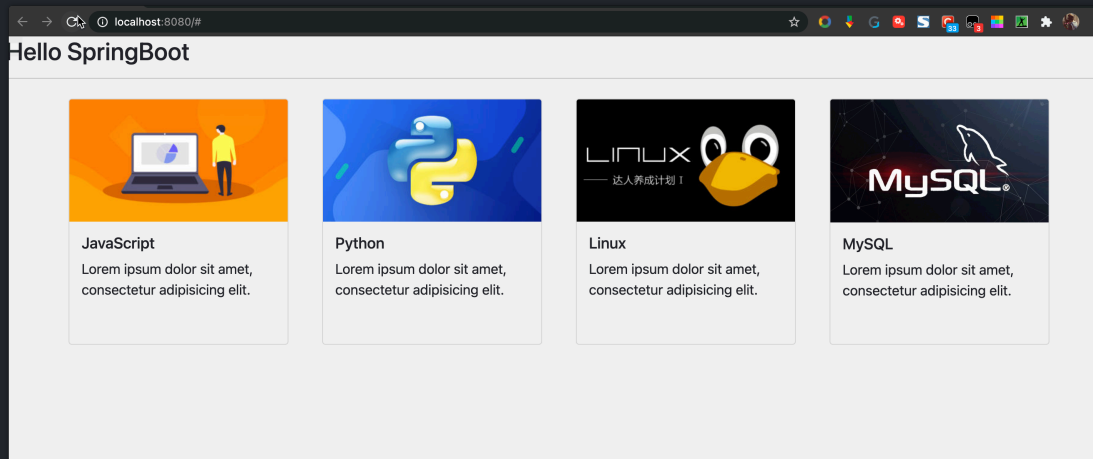 localhost:8080/#
33
3
Hello SpringBoot
LINUX
达人养成计划 I
MySQL®
JavaScript
Lorem ipsum dolor sit amet,
consectetur adipisicing elit.
Python
Lorem ipsum dolor sit amet,
consectetur adipisicing elit.
Linux
Lorem ipsum dolor sit amet,
consectetur adipisicing elit.
MySQL
Lorem ipsum dolor sit amet,
consectetur adipisicing elit.